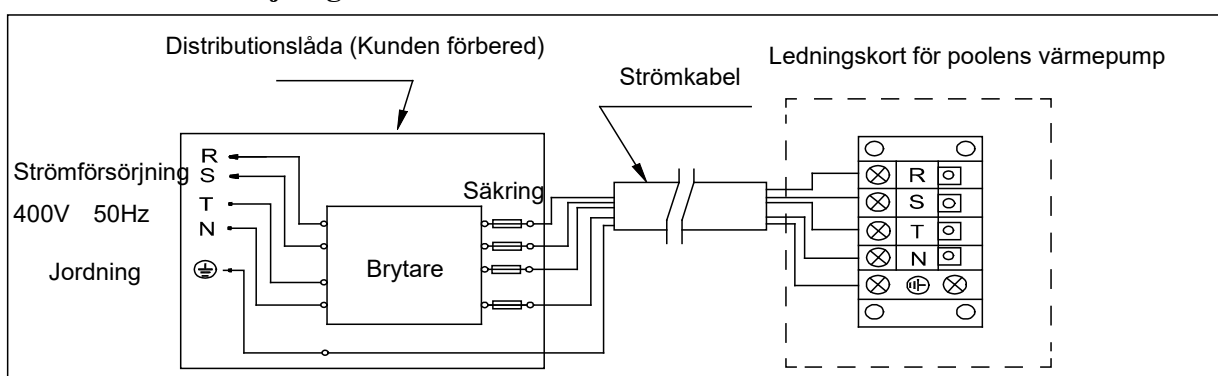 Distributionslåda (Kunden förbered)
Strömkabel
Ledningskort för poolens värmepump
Strömförsörjning
400V 50Hz
Jordning
R
S
T
N
Brytare
Säkring
R
S
T
N